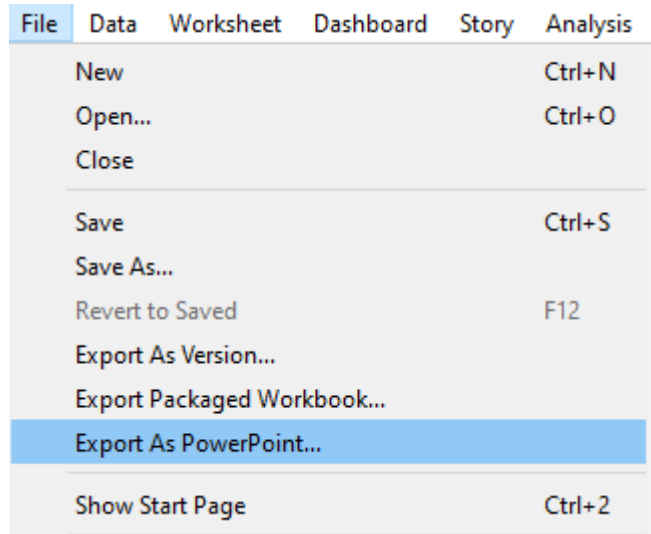 File Data Worksheet Dashboard Story Analysis
New Ctrl+N
Open... Ctrl+O
Close
Save Ctrl+S
Save As...
Revert to Saved F12
Export As Version...
Export Packaged Workbook...
Export As PowerPoint...
Show Start Page Ctrl+2